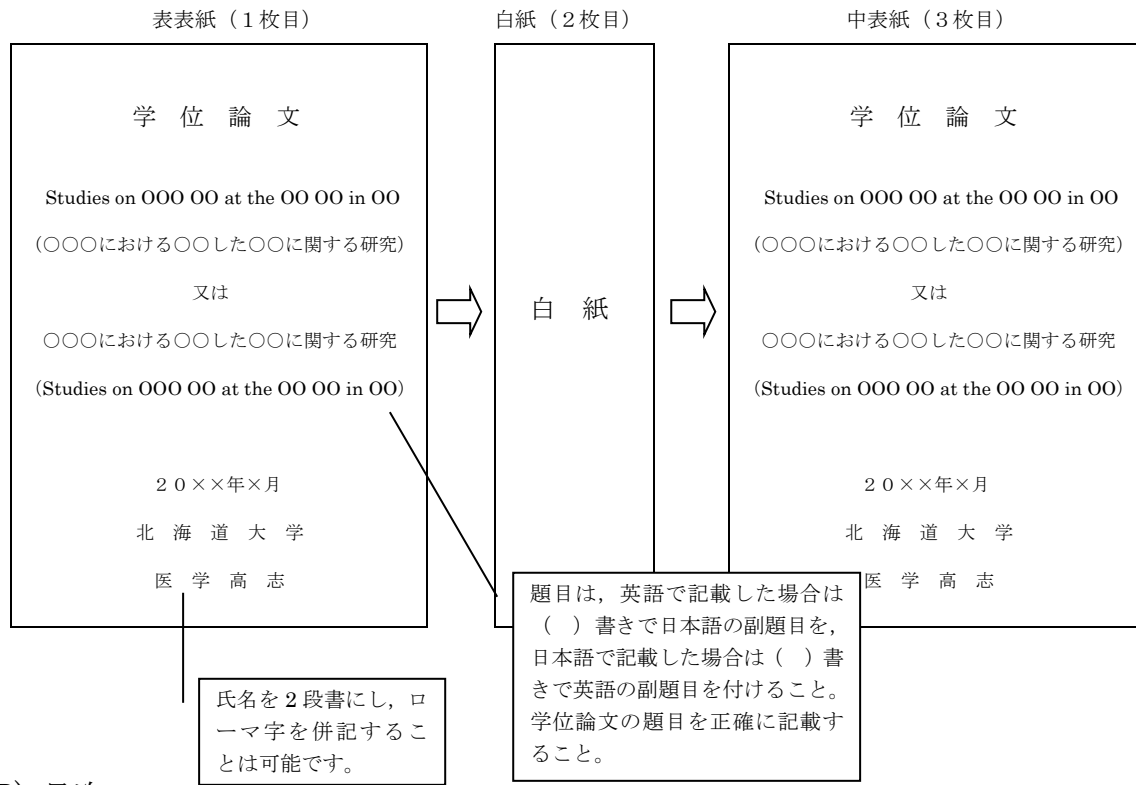 表表紙（１枚目）
学 位 論 文
Studies on OOO OO at the OO OO in OO
（○○○における○○した○○に関する研究）
又は
○○○における○○した○○に関する研究
（Studies on OOO OO at the OO OO in OO）
２０××年×月
北 海 道 大 学
医 学 高 志
氏名を２段書にし，ロ
ーマ字を併記するこ
とは可能です。
白紙（２枚目）
白 紙
中表紙（３枚目）
学 位 論 文
Studies on OOO OO at the OO OO in OO
（○○○における○○した○○に関する研究）
又は
○○○における○○した○○に関する研究
（Studies on OOO OO at the OO OO in OO）
２０××年×月
北 海 道 大 学
医 学 高 志
題目は，英語で記載した場合は
（ ）書きで日本語の副題目を，
日本語で記載した場合は（ ）書
きで英語の副題目を付けること。
学位論文の題目を正確に記載す
ること。